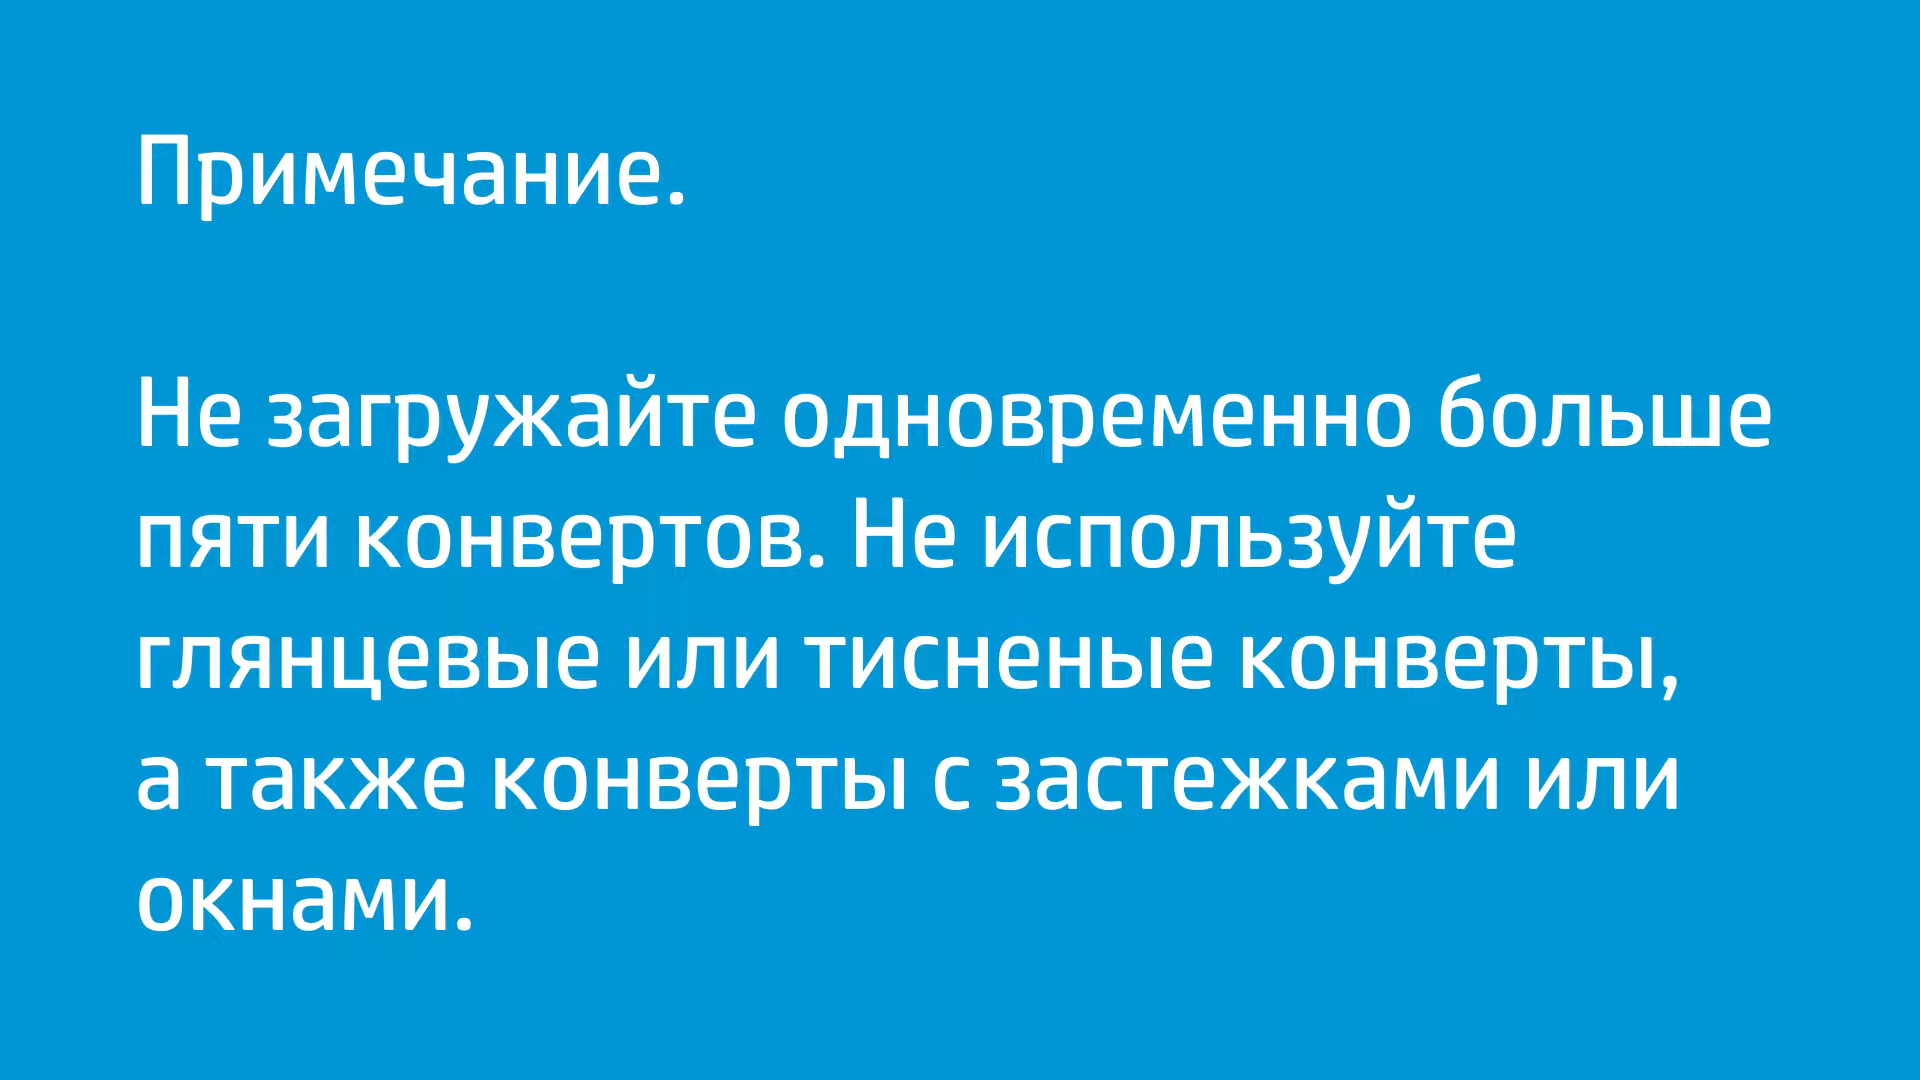 Примечание.
Не загружайте одновременно больше
пяти конвертов. Не используйте
глянцевые или тисненые конверты,
а также конверты с застежками или
окнами.